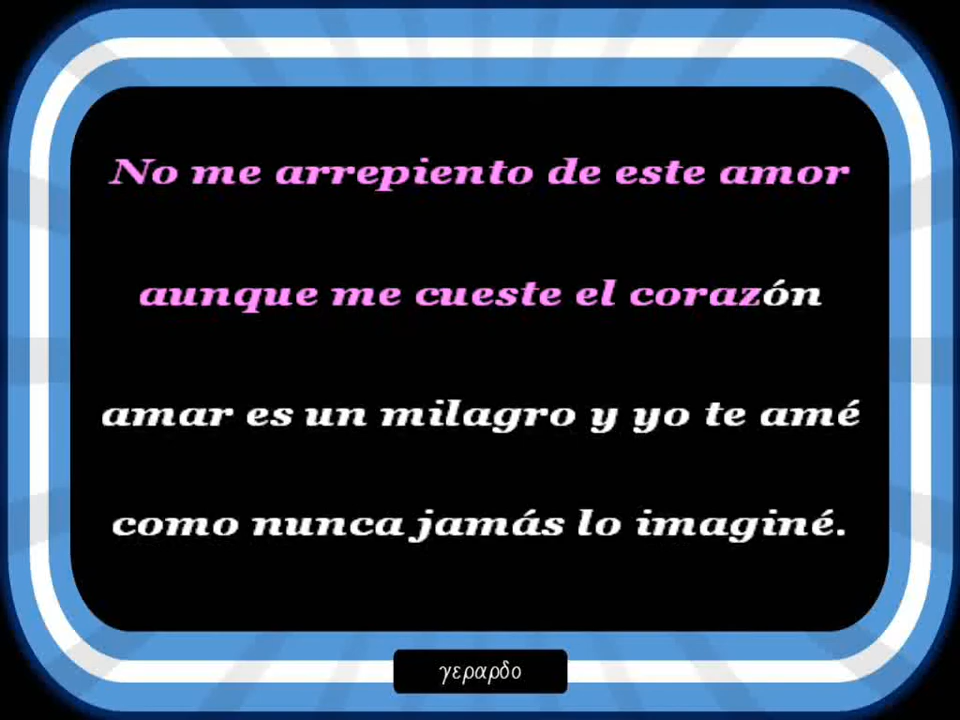 No me arrepiento de este amor
aunque me cueste el corazón
amar es un milagro y yo te amé
como nunca jamás lo imaginé.
γεραρδο